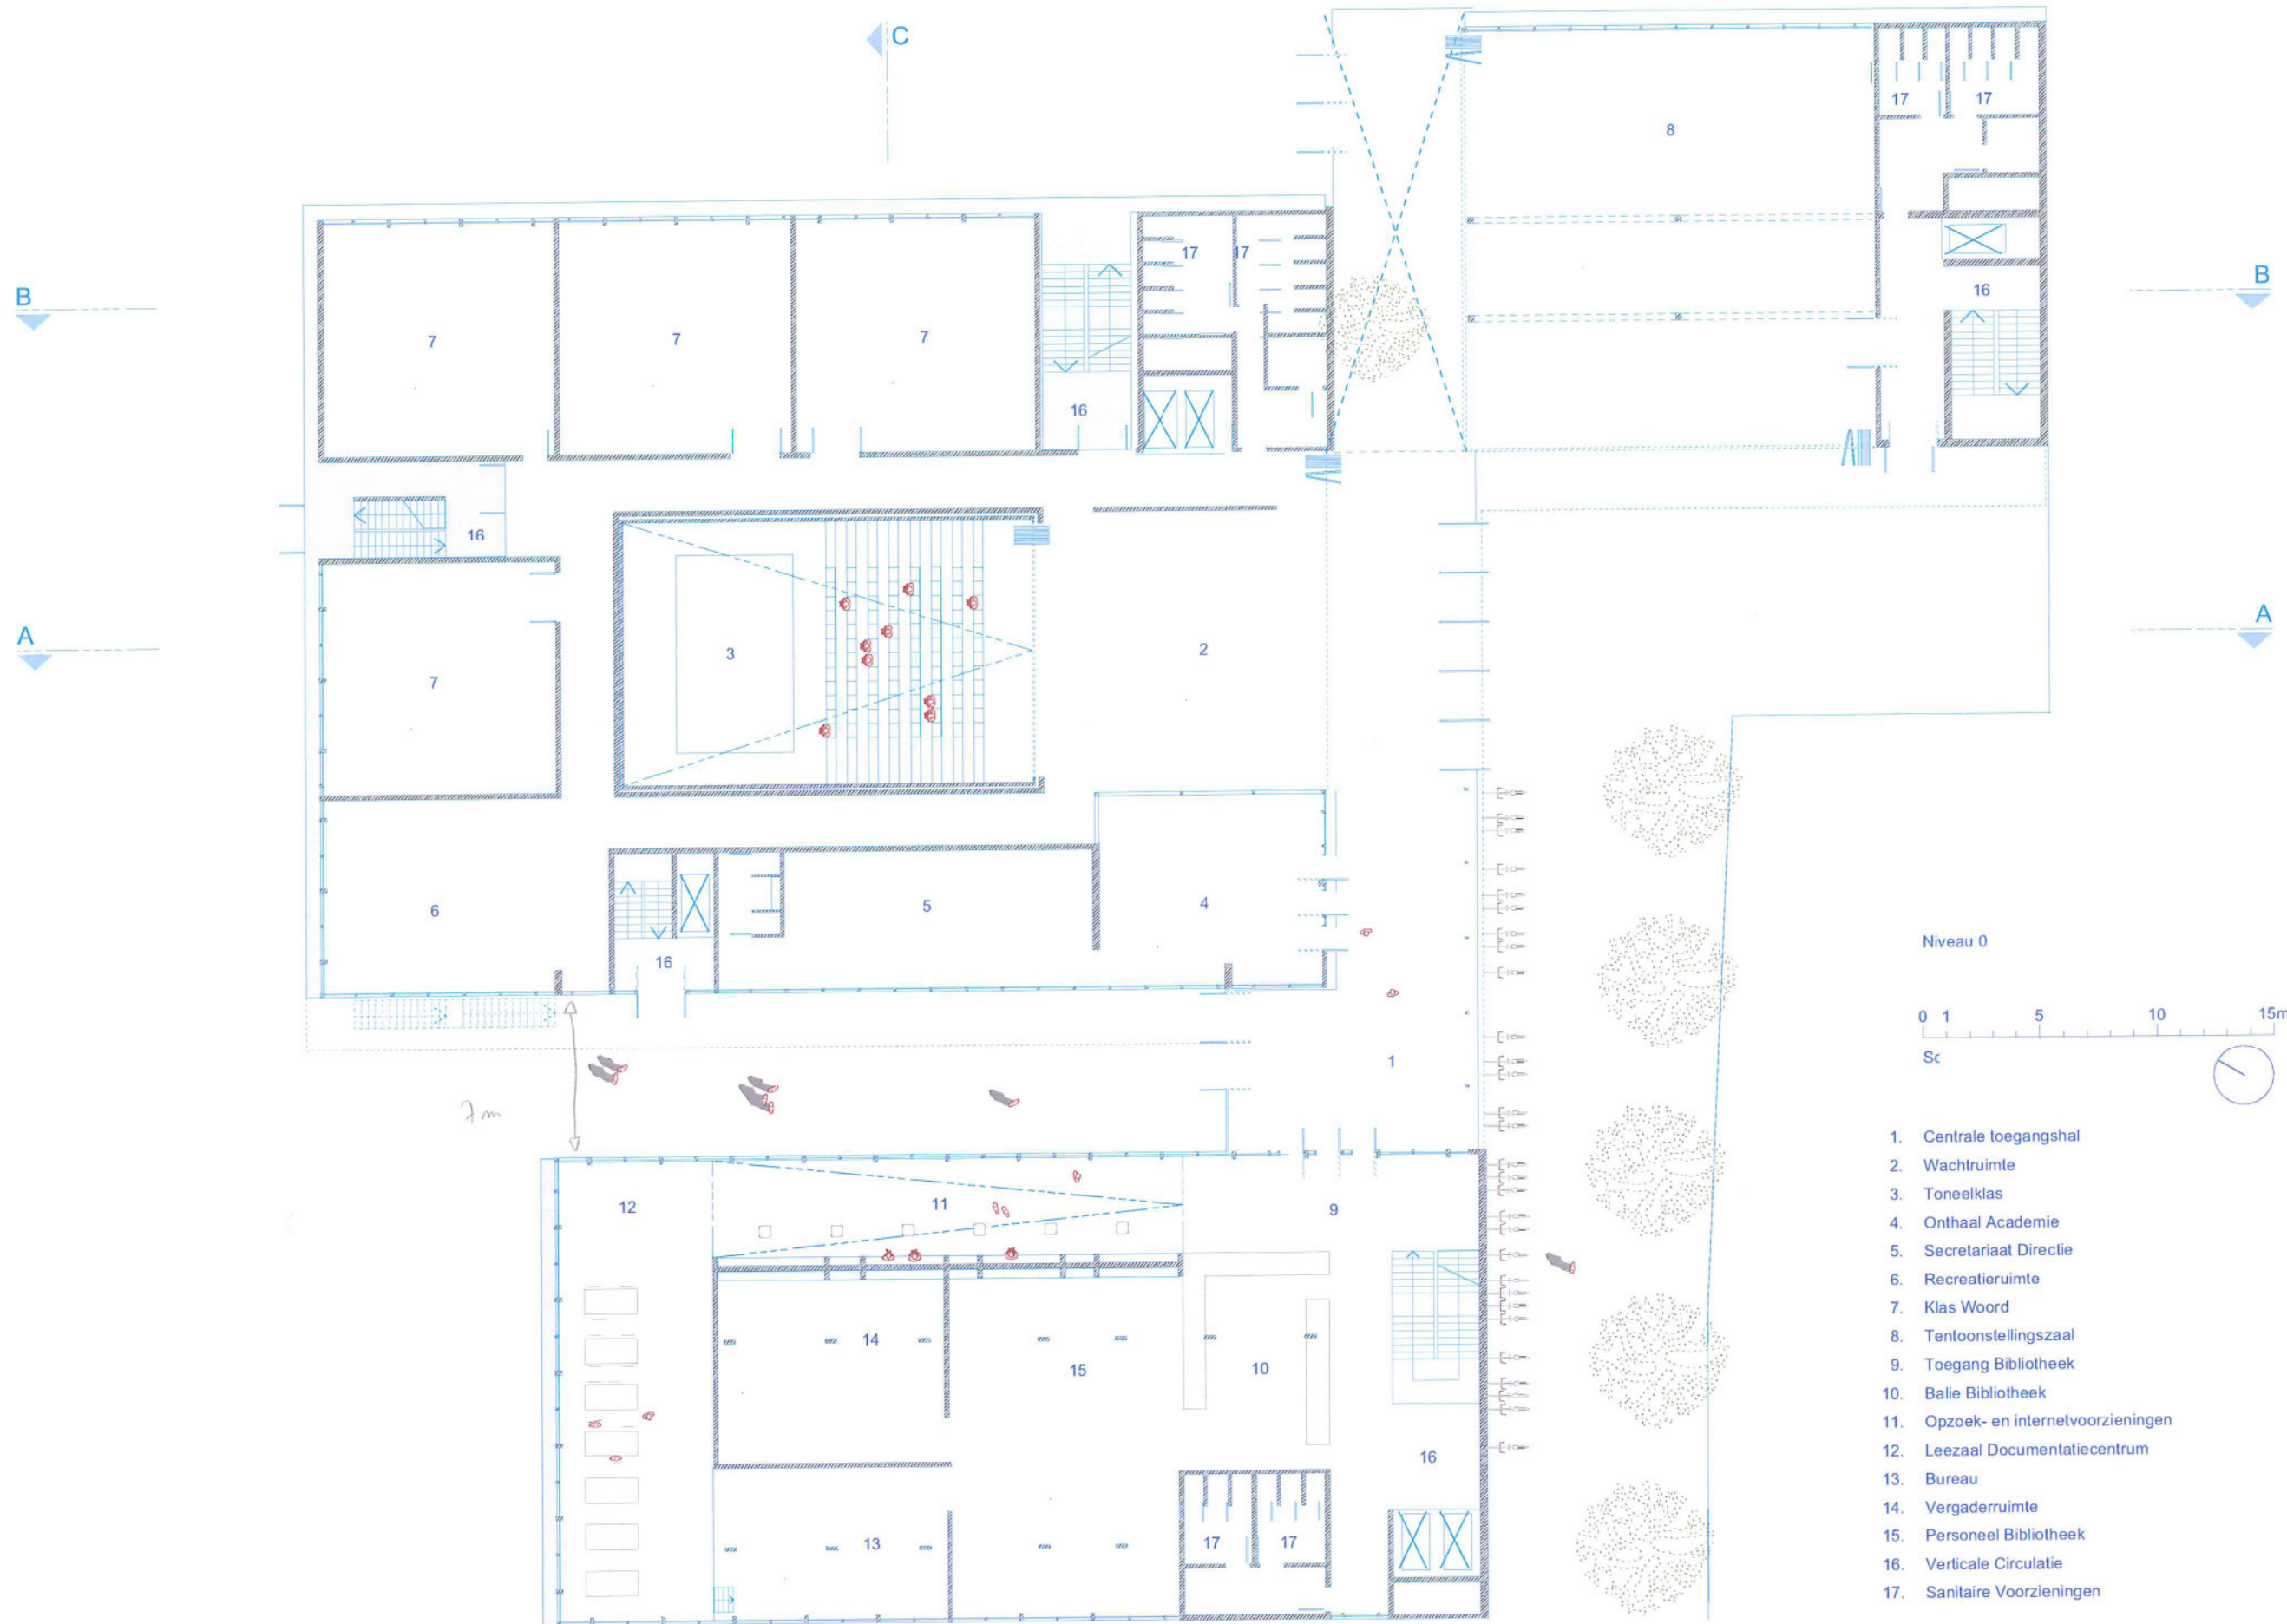 C
17 17
8
B B
17 17
7 7 7
16
16
16
A A
3
2
7
6
5
4
16
7 m
1
12
11
9
14
15
10
16
13
17 17
Niveau 0
0 1 5 10 15m
Sc
1. Centrale toegangshal
2. Wachtruimte
3. Toneelklas
4. Onthaal Academie
5. Secretariaat Directie
6. Recreatieruimte
7. Klas Woord
8. Tentoonstellingszaal
9. Toegang Bibliotheek
10. Balie Bibliotheek
11. Opzoek- en internetvoorzieningen
12. Leezaal Documentatiecentrum
13. Bureau
14. Vergaderruimte
15. Personeel Bibliotheek
16. Verticale Circulatie
17. Sanitaire Voorzieningen